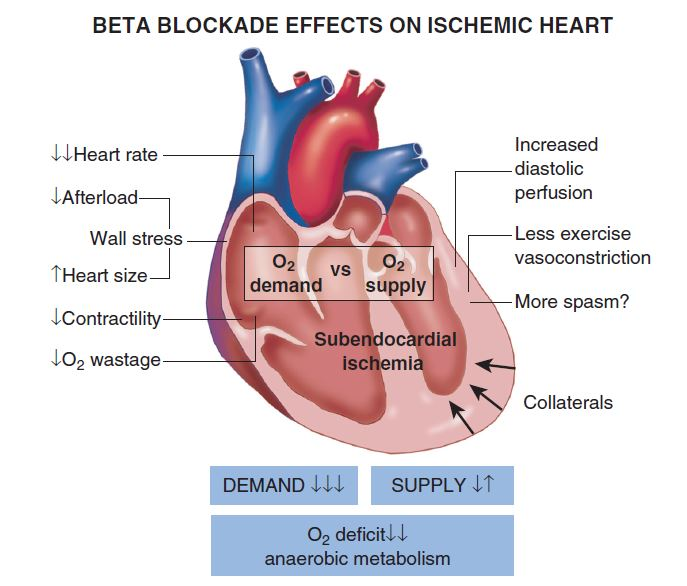 BETA BLOCKADE EFFECTS ON ISCHEMIC HEART
↓↓Heart rate
↓Afterload
Wall stress
↑Heart size
↓Contractility
↓O₂ wastage
O₂
demand
vs
O₂
supply
Subendocardial
ischemia
Increased
diastolic
perfusion
Less exercise
vasoconstriction
More spasm?
Collaterals
DEMAND ↓↓↓
SUPPLY ↓↑
O₂ deficit↓↓
anaerobic metabolism